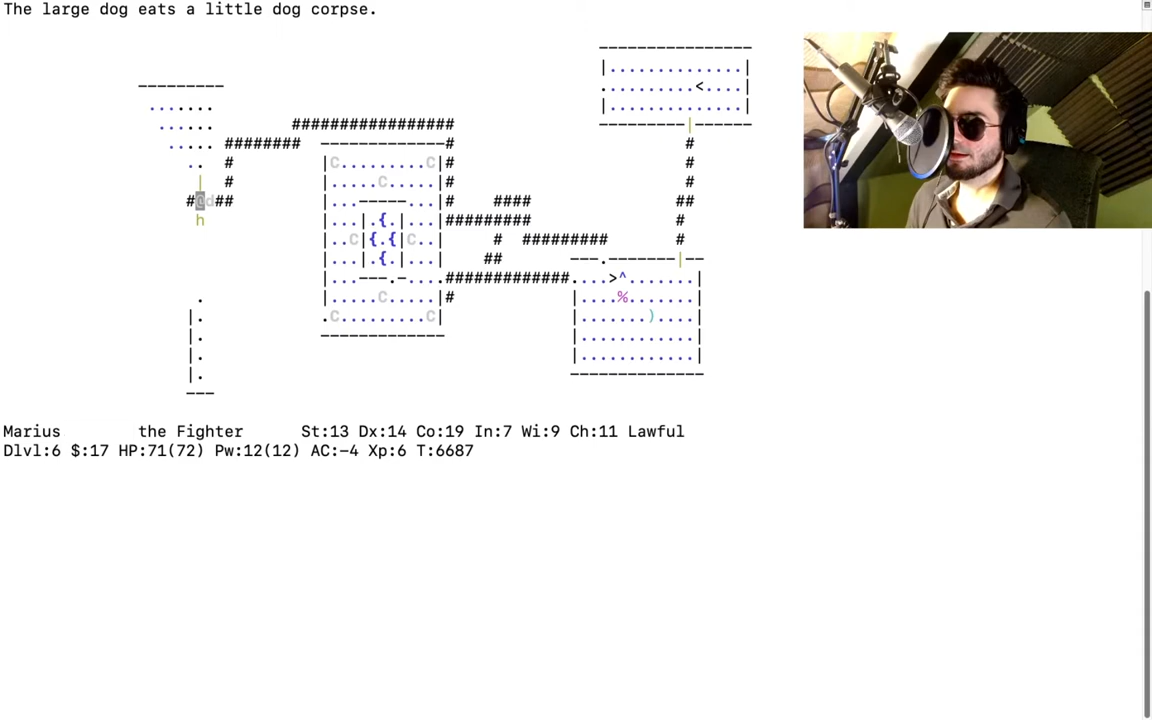 The large dog eats a little dog corpse.
Marius the Fighter St:13 Dx:14 Co:19 In:7 Wi:9 Ch:11 Lawful
Dlvl:6 $:17 HP:71(72) Pw:12(12) AC:-4 Xp:6 T:6687